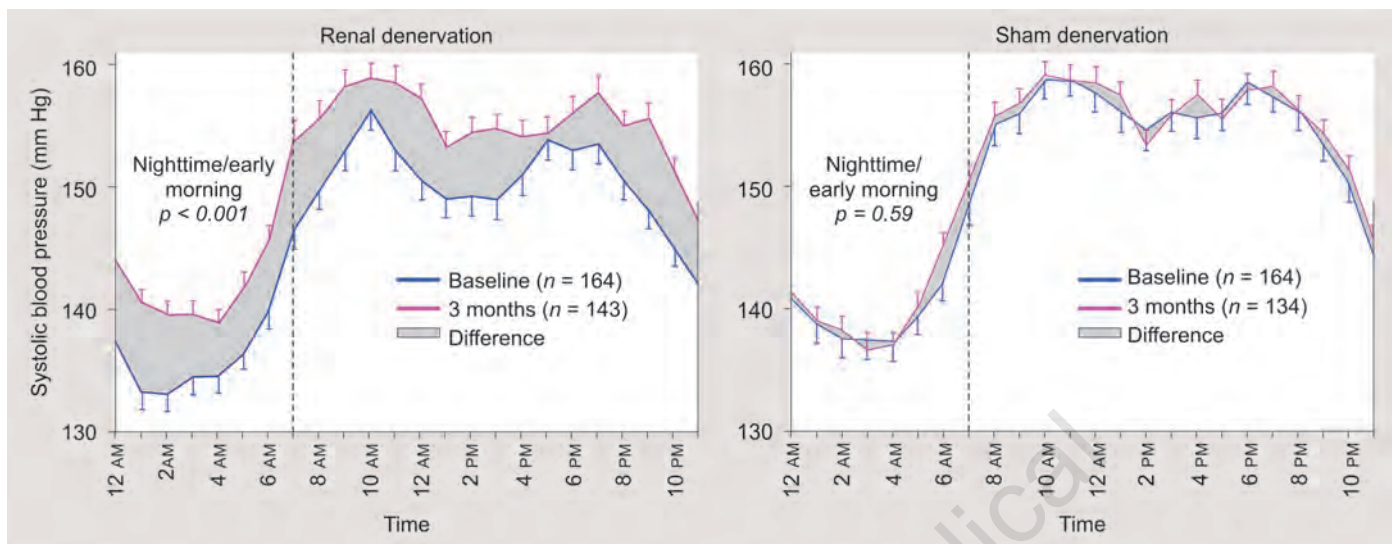 Renal denervation
Systolic blood pressure (mm Hg)
160
150
140
130
Nighttime/early
morning
p < 0.001
Baseline (n = 164)
3 months (n = 143)
Difference
12 AM
2AM
4 AM
6 AM
8 AM
10 AM
12 AM
2 PM
4 PM
6 PM
8 PM
10 PM
Time
Sham denervation
160
150
140
130
Nighttime/
early morning
p = 0.59
Baseline (n = 164)
3 months (n = 134)
Difference
12 AM
2 AM
4 AM
6 AM
8 AM
10 AM
12 AM
2 PM
4 PM
6 PM
8 PM
10 PM
Time